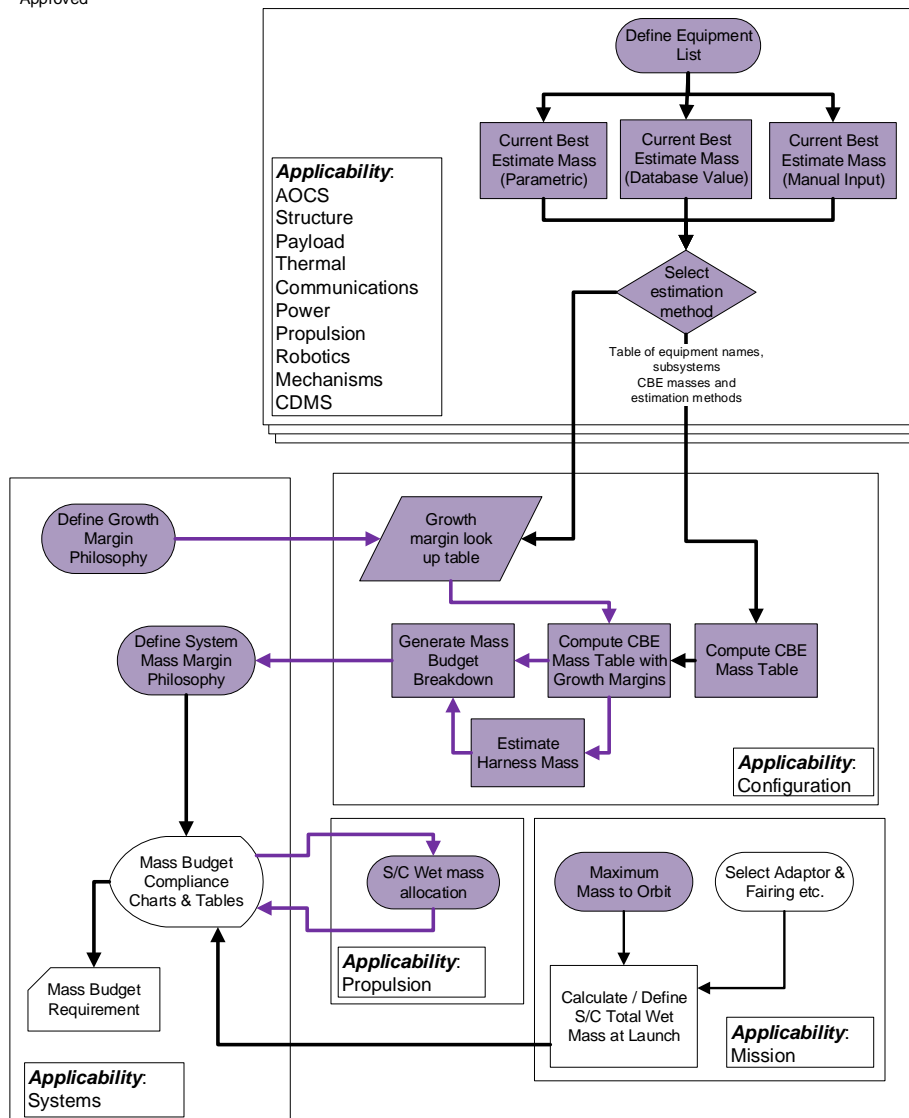 Approved
Define Equipment
List
Current Best
Estimate Mass
(Parametric)
Current Best
Estimate Mass
(Database Value)
Current Best
Estimate Mass
(Manual Input)
Applicability:
AOCS
Structure
Payload
Thermal
Communications
Power
Propulsion
Robotics
Mechanisms
CDMS
Select
estimation
method
Table of equipment names,
subsystems
CBE masses and
estimation methods
Define Growth
Margin
Philosophy
Growth
margin look
up table
Define System
Mass Margin
Philosophy
Generate Mass
Budget
Breakdown
Compute CBE
Mass Table with
Growth Margins
Compute CBE
Mass Table
Estimate
Harness Mass
Applicability:
Configuration
Mass Budget
Compliance
Charts & Tables
S/C Wet mass
allocation
Maximum
Mass to Orbit
Select Adaptor &
Fairing etc.
Applicability:
Propulsion
Mass Budget
Requirement
Calculate / Define
S/C Total Wet
Mass at Launch
Applicability:
Mission
Applicability:
Systems